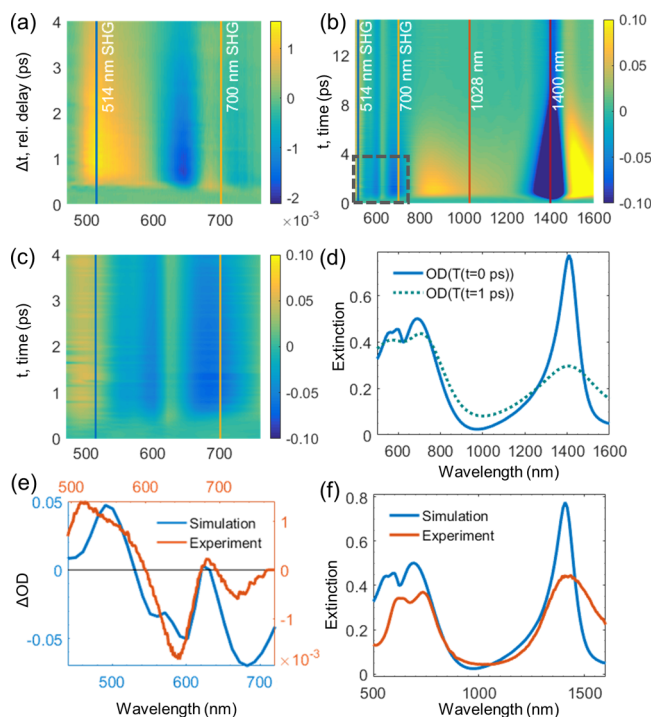 (a)
514 nm SHG
700 nm SHG
Δt, rel. delay (ps)
4
3
2
1
0
500
600
700
1
0
-1
-2
×10⁻³
(b)
514 nm SHG
700 nm SHG
1028 nm
1400 nm
t, time (ps)
10
5
0
600
800
1000
1200
1400
1600
0.10
0.05
0
-0.05
-0.10
(c)
t, time (ps)
4
3
2
1
0
500
600
700
0.10
0.05
0
-0.05
-0.10
(d)
OD(T(t=0 ps))
OD(T(t=1 ps))
Extinction
0.6
0.4
0.2
0
600
800
1000
1200
1400
1600
Wavelength (nm)
(e)
500
600
700
Simulation
Experiment
ΔOD
0.05
0
-0.05
1
0
-1
×10⁻³
500
600
700
Wavelength (nm)
(f)
Simulation
Experiment
Extinction
0.8
0.6
0.4
0.2
0
500
1000
1500
Wavelength (nm)